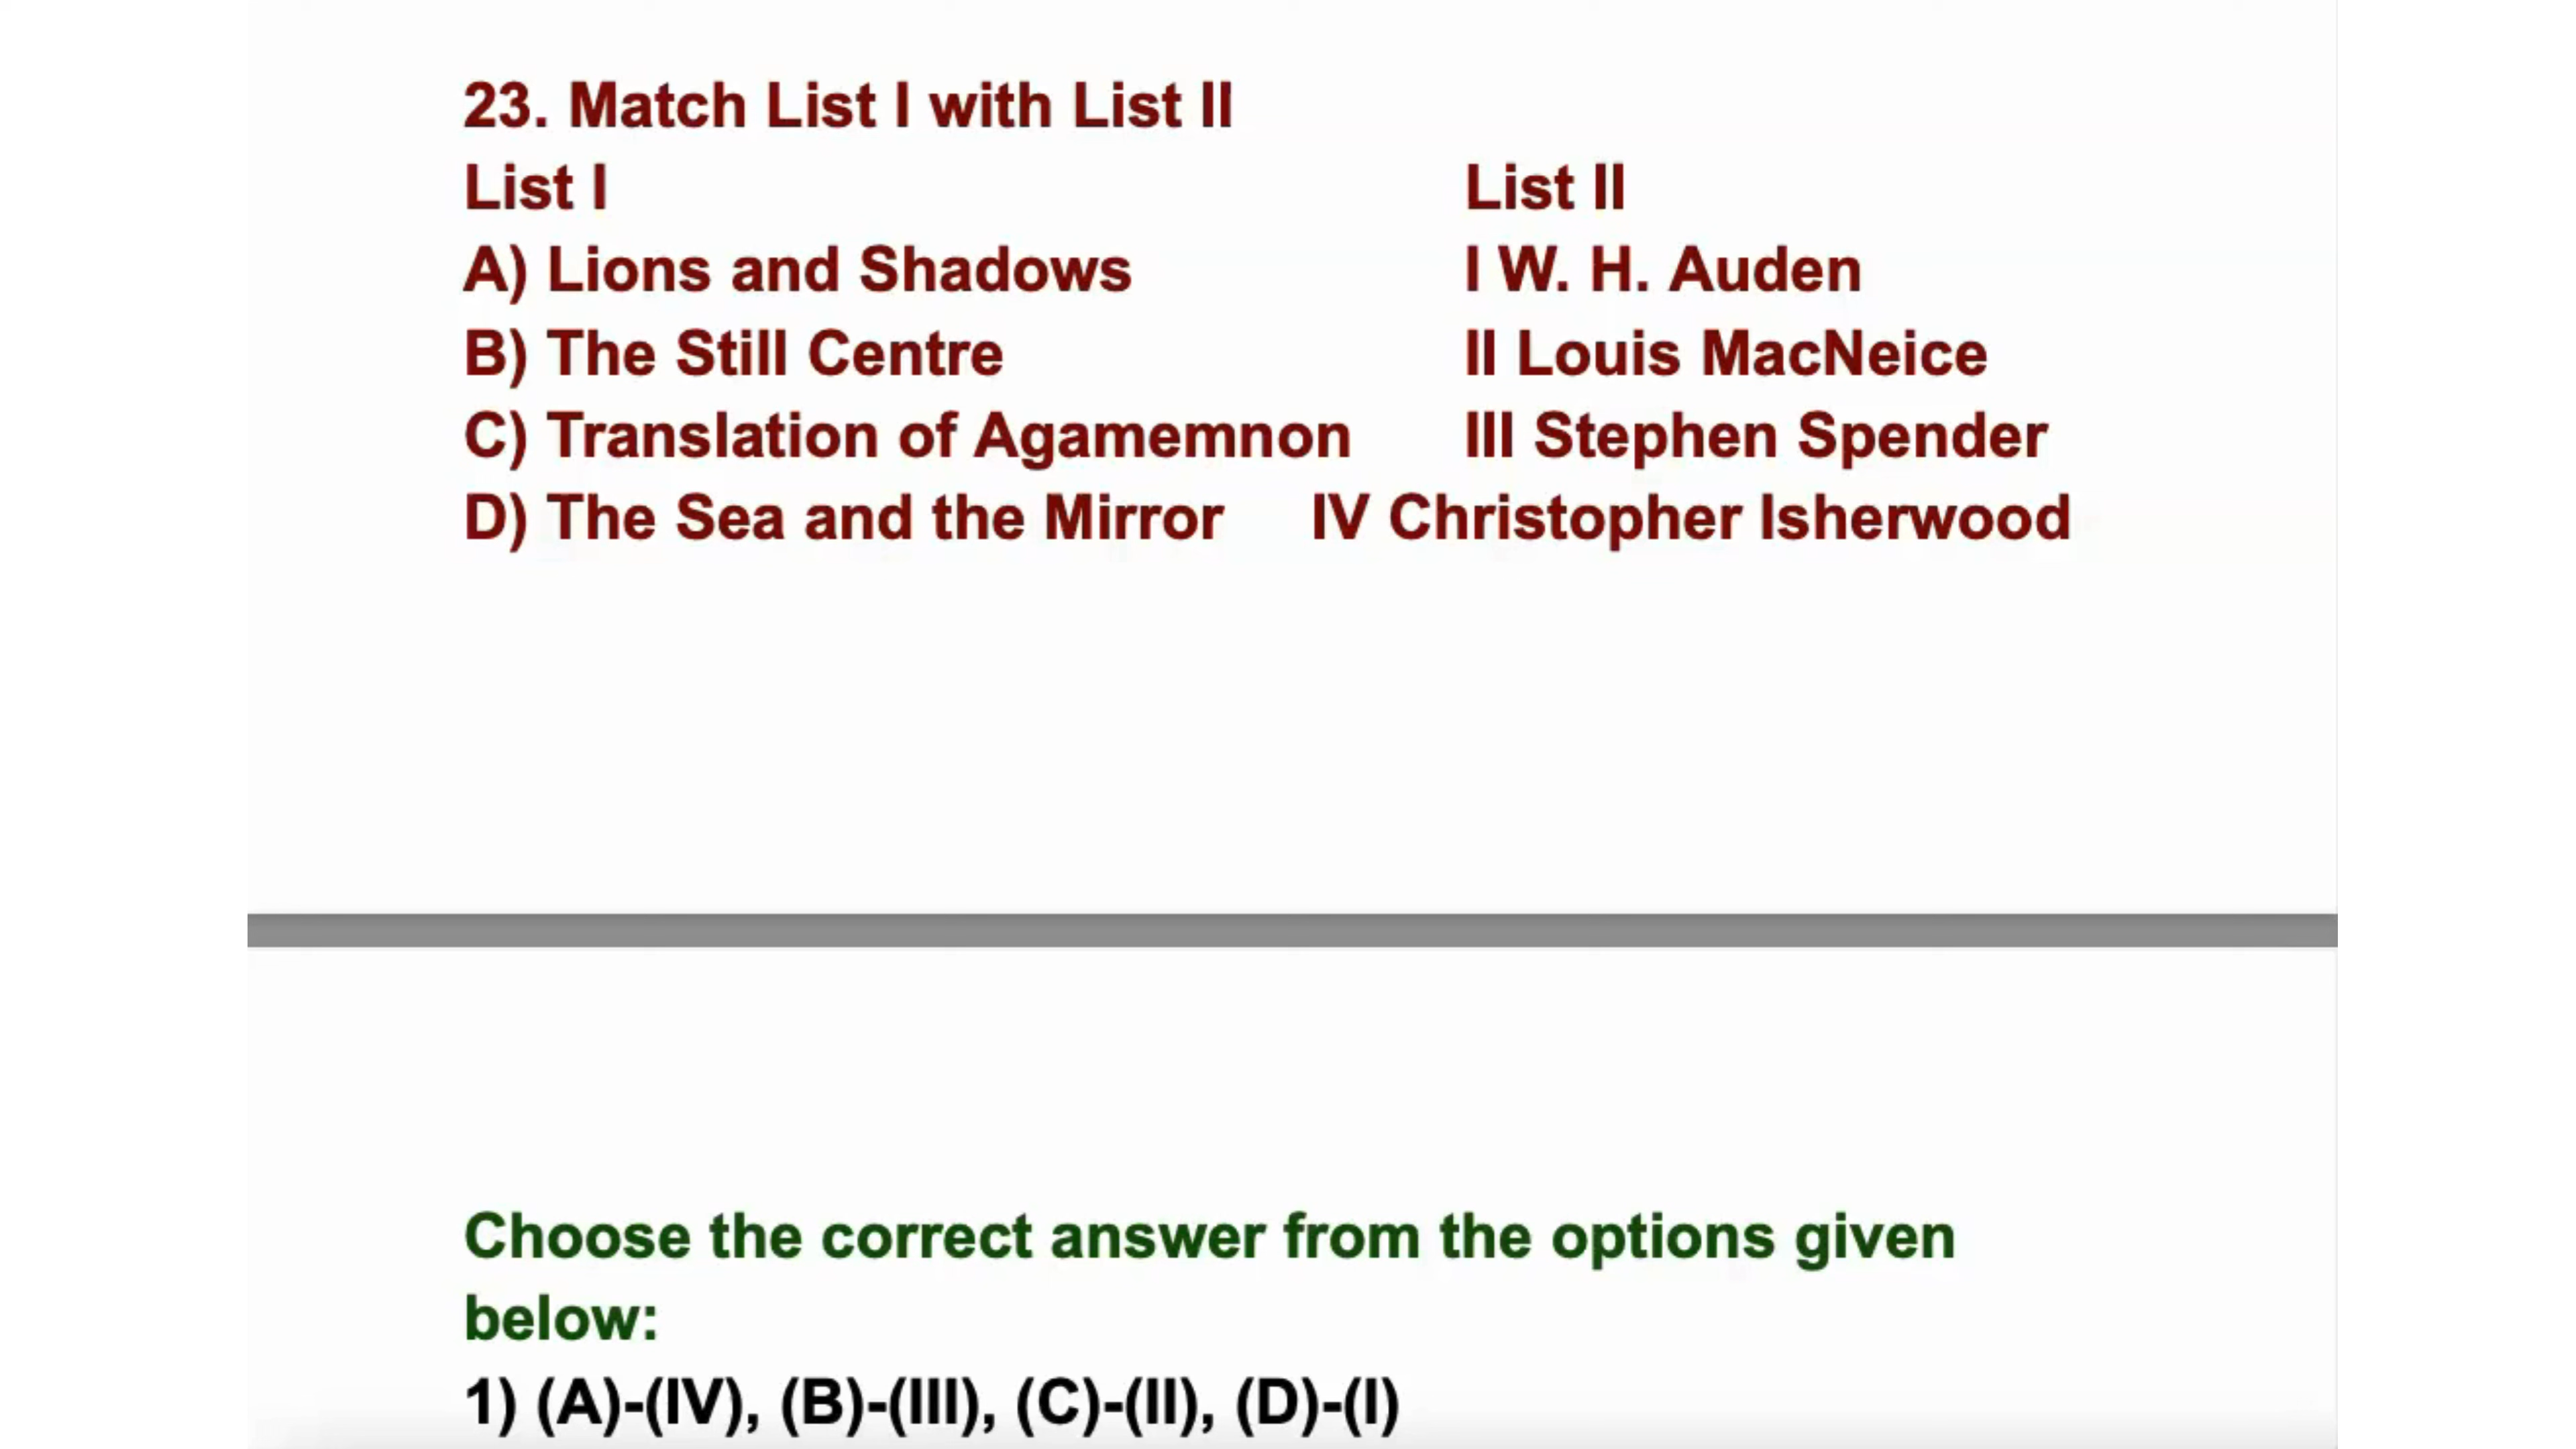 23. Match List I with List II
List I List II
A) Lions and Shadows I W. H. Auden
B) The Still Centre II Louis MacNeice
C) Translation of Agamemnon III Stephen Spender
D) The Sea and the Mirror IV Christopher Isherwood
Choose the correct answer from the options given
below:
1) (A)-(IV), (B)-(III), (C)-(II), (D)-(I)